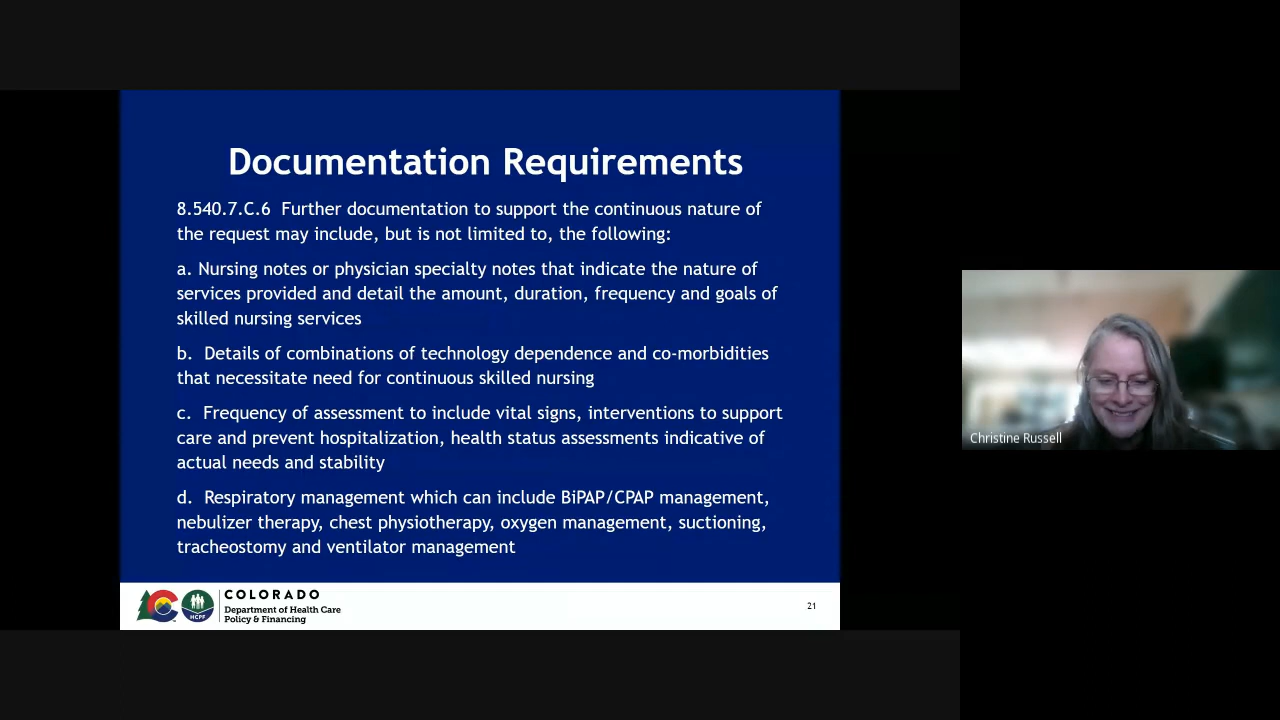 Documentation Requirements
8.540.7.C.6 Further documentation to support the continuous nature of
the request may include, but is not limited to, the following:
a. Nursing notes or physician specialty notes that indicate the nature of
services provided and detail the amount, duration, frequency and goals of
skilled nursing services
b. Details of combinations of technology dependence and co-morbidities
that necessitate need for continuous skilled nursing
c. Frequency of assessment to include vital signs, interventions to support
care and prevent hospitalization, health status assessments indicative of
actual needs and stability
d. Respiratory management which can include BiPAP/CPAP management,
nebulizer therapy, chest physiotherapy, oxygen management, suctioning,
tracheostomy and ventilator management
HCPF
COLORADO
Department of Health Care
Policy & Financing
21
Christine Russell